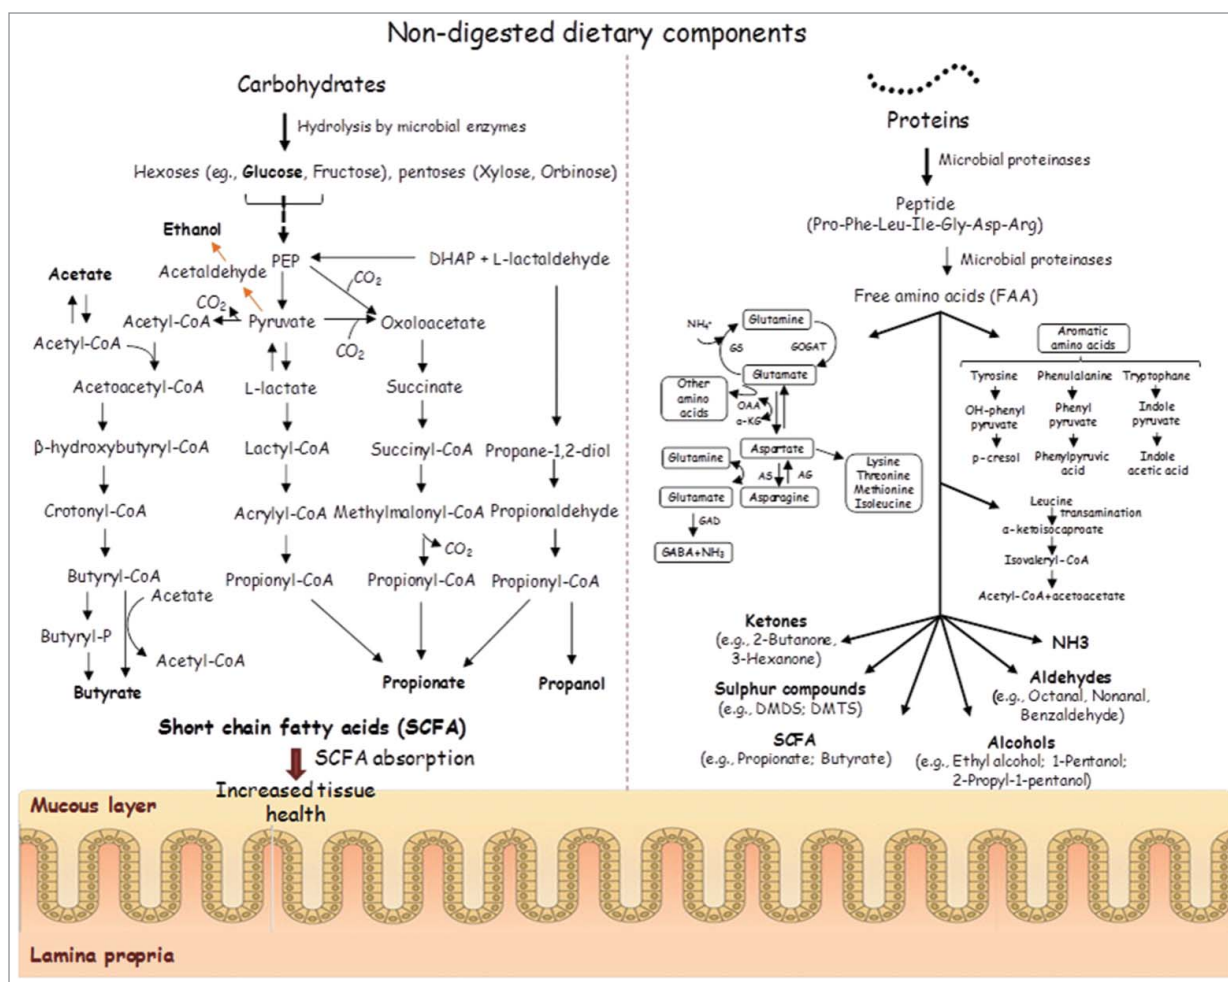 Non-digested dietary components
Carbohydrates
Hydrolysis by microbial enzymes
Hexoses (eg., Glucose, Fructose), pentoses (Xylose, Orbinose)
Ethanol
Acetaldehyde
PEP
DHAP + L-lactaldehyde
CO₂
Acetate
CO₂
Acetyl-CoA
Pyruvate
Oxoloacetate
CO₂
Acetyl-CoA
Acetoacetyl-CoA
L-lactate
Succinate
β-hydroxybutyryl-CoA
Lactyl-CoA
Succinyl-CoA
Propane-1,2-diol
Crotonyl-CoA
Acrylyl-CoA
Methylmalonyl-CoA
Propionaldehyde
CO₂
Butyryl-CoA
Propionyl-CoA
Propionyl-CoA
Propionyl-CoA
Acetate
Butyryl-P
Acetyl-CoA
Butyrate
Propionate
Propanol
Short chain fatty acids (SCFA)
SCFA absorption
Increased tissue
health
Proteins
Microbial proteinases
Peptide
(Pro-Phe-Leu-Ile-Gly-Asp-Arg)
Microbial proteinases
Free amino acids (FAA)
NH₄⁺
Glutamine
GS
GOGAT
Glutamate
Other
amino
acids
OAA
α-KG
Aspartate
Glutamine
AS
AG
Lysine
Threonine
Methionine
Isoleucine
Glutamate
Asparagine
GAD
GABA+NH₃
Aromatic
amino acids
Tyrosine
Phenulalanine
Tryptophane
OH-phenyl
pyruvate
Phenyl
pyruvate
Indole
pyruvate
p-cresol
Phenylpyruvic
acid
Indole
acetic acid
Leucine
transamination
α-ketoisocaproate
Isovaleryl-CoA
Acetyl-CoA+acetoacetate
Ketones
(e.g., 2-Butanone,
3-Hexanone)
NH3
Sulphur compounds
(e.g., DMDS; DMTS)
Aldehydes
(e.g., Octanal, Nonanal,
Benzaldehyde)
SCFA
(e.g., Propionate; Butyrate)
Alcohols
(e.g., Ethyl alcohol; 1-Pentanol;
2-Propyl-1-pentanol)
Mucous layer
Lamina propria